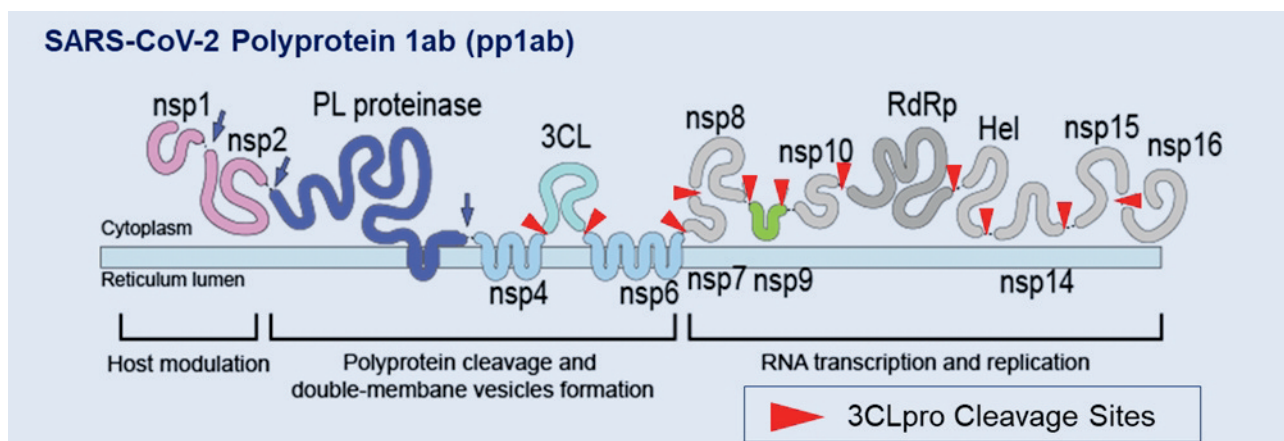 SARS-CoV-2 Polyprotein 1ab (pp1ab)
nsp1
nsp2
PL proteinase
3CL
nsp8
nsp10
RdRp
Hel
nsp15
nsp16
Cytoplasm
Reticulum lumen
nsp4
nsp6
nsp7
nsp9
nsp14
Host modulation
Polyprotein cleavage and
double-membane vesicles formation
RNA transcription and replication
3CLpro Cleavage Sites